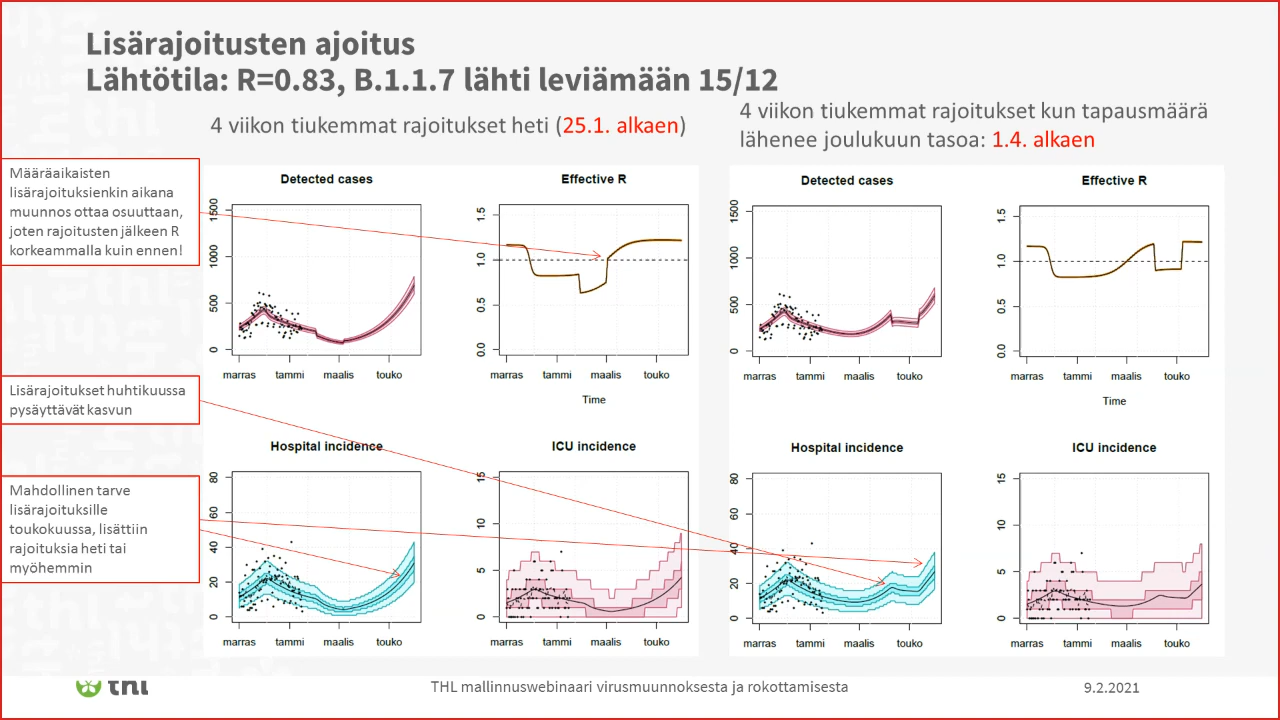 Lisärajoitusten ajoitus
Lähtötila: R=0.83, B.1.1.7 lähti leviämään 15/12
4 viikon tiukemmat rajoitukset heti (25.1. alkaen)
4 viikon tiukemmat rajoitukset kun tapausmäärä
lähenee joulukuun tasoa: 1.4. alkaen
Määräaikaisten
lisärajoituksienkin aikana
muunnos ottaa osuuttaan,
joten rajoitusten jälkeen R
korkeammalla kuin ennen!
Lisärajoitukset huhtikuussa
pysäyttävät kasvun
Mahdollinen tarve
lisärajoituksille
toukokuussa, lisättiin
rajoituksia heti tai
myöhemmin
Detected cases
1500
1000
500
0
marras tammi maalis touko
Effective R
1.5
1.0
0.5
0.0
marras tammi maalis touko
Time
Hospital incidence
80
60
40
20
0
marras tammi maalis touko
ICU incidence
15
10
5
0
marras tammi maalis touko
Detected cases
1500
1000
500
0
marras tammi maalis touko
Effective R
1.5
1.0
0.5
0.0
marras tammi maalis touko
Time
Hospital incidence
80
60
40
20
0
marras tammi maalis touko
ICU incidence
15
10
5
0
marras tammi maalis touko
thl
THL mallinnuswebinaari virusmuunnoksesta ja rokottamisesta
9.2.2021